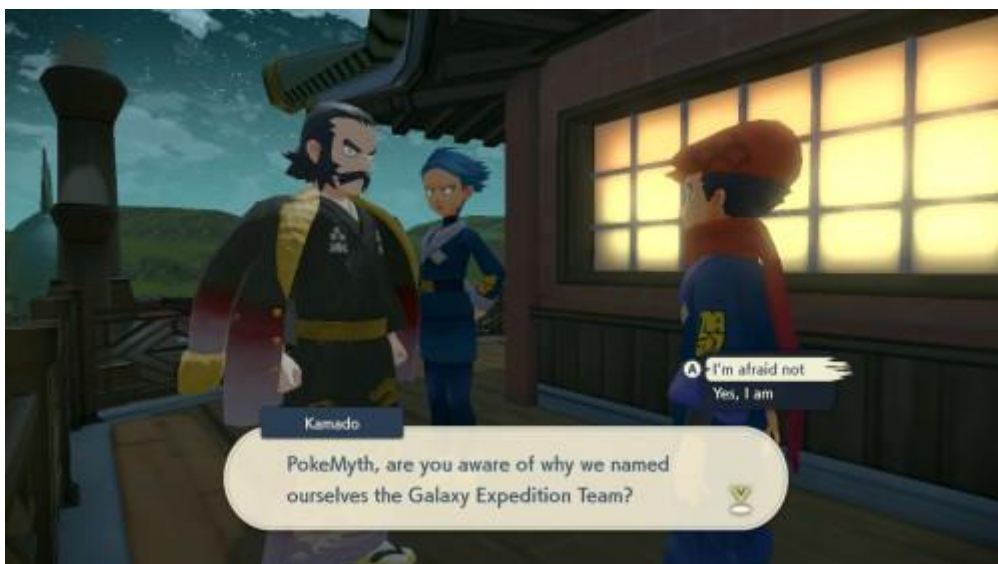 A I'm afraid not
Yes, I am
Kamado
PokeMyth, are you aware of why we named
ourselves the Galaxy Expedition Team?